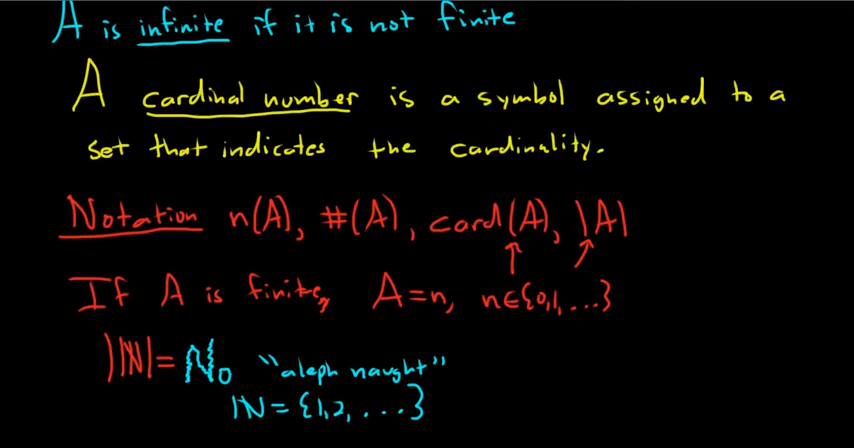 A is infinite if it is not finite
A cardinal number is a symbol assigned to a
set that indicates the cardinality.
Notation n(A), #(A), card(A), |A|
If A is finite, A=n, n∈{0,1,...}
|ℕ|= ℵ₀ "aleph naught"
ℕ = {1,2, ....}